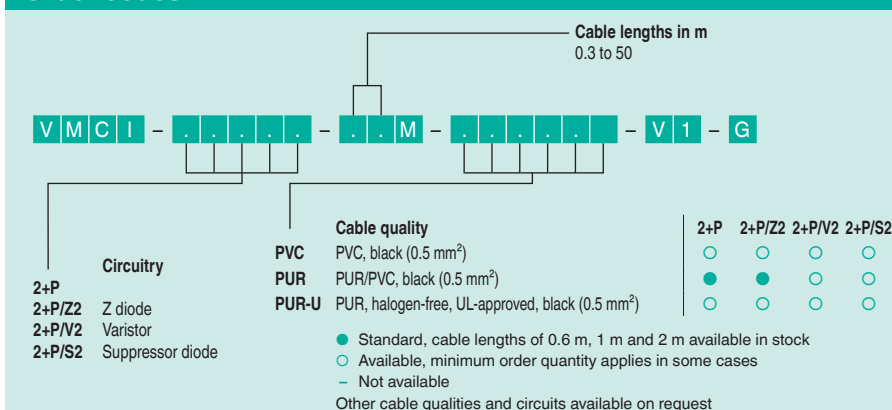 Cable lengths in m
0.3 to 50
V M C I – . . . . . – . . M – . . . . . . – V 1 – G
Cable quality 2+P 2+P/Z2 2+P/V2 2+P/S2
PVC PVC, black (0.5 mm²) ○ ○ ○ ○
PUR PUR/PVC, black (0.5 mm²) ● ● ○ ○
PUR-U PUR, halogen-free, UL-approved, black (0.5 mm²) ○ ○ ○ ○
Circuitry
2+P
2+P/Z2 Z diode
2+P/V2 Varistor
2+P/S2 Suppressor diode
● Standard, cable lengths of 0.6 m, 1 m and 2 m available in stock
○ Available, minimum order quantity applies in some cases
– Not available
Other cable qualities and circuits available on request